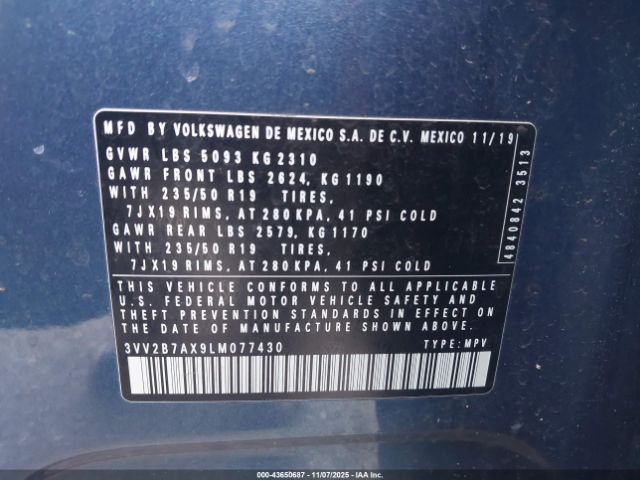 MFD BY VOLKSWAGEN DE MEXICO S.A. DE C.V. MEXICO 11/19
GVWR LBS 5093 KG 2310
GAWR FRONT LBS 2624, KG 1190
WITH 235/50 R19 TIRES,
7JX19 RIMS, AT 280 KPA, 41 PSI COLD
GAWR REAR LBS 2579, KG 1170
WITH 235/50 R19 TIRES,
7JX19 RIMS, AT 280 KPA, 41 PSI COLD
THIS VEHICLE CONFORMS TO ALL APPLICABLE
U.S. FEDERAL MOTOR VEHICLE SAFETY AND
THEFT PREVENTION STANDARDS IN EFFECT ON
THE DATE OF MANUFACTURE SHOWN ABOVE.
3VV2B7AX9LM077430 TYPE: MPV
4840842 3513
000-43650687 - 11/07/2025 - IAAI.CA